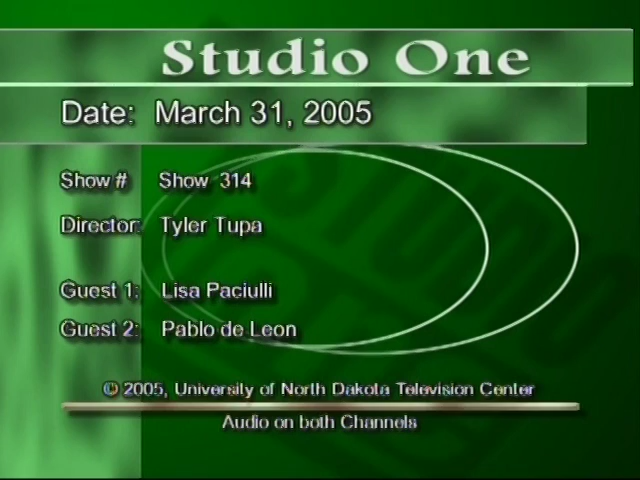 Studio One
Date: March 31, 2005
Show # Show 314
Director: Tyler Tupa
Guest 1: Lisa Paciulli
Guest 2: Pablo de Leon
© 2005, University of North Dakota Television Center
Audio on both Channels